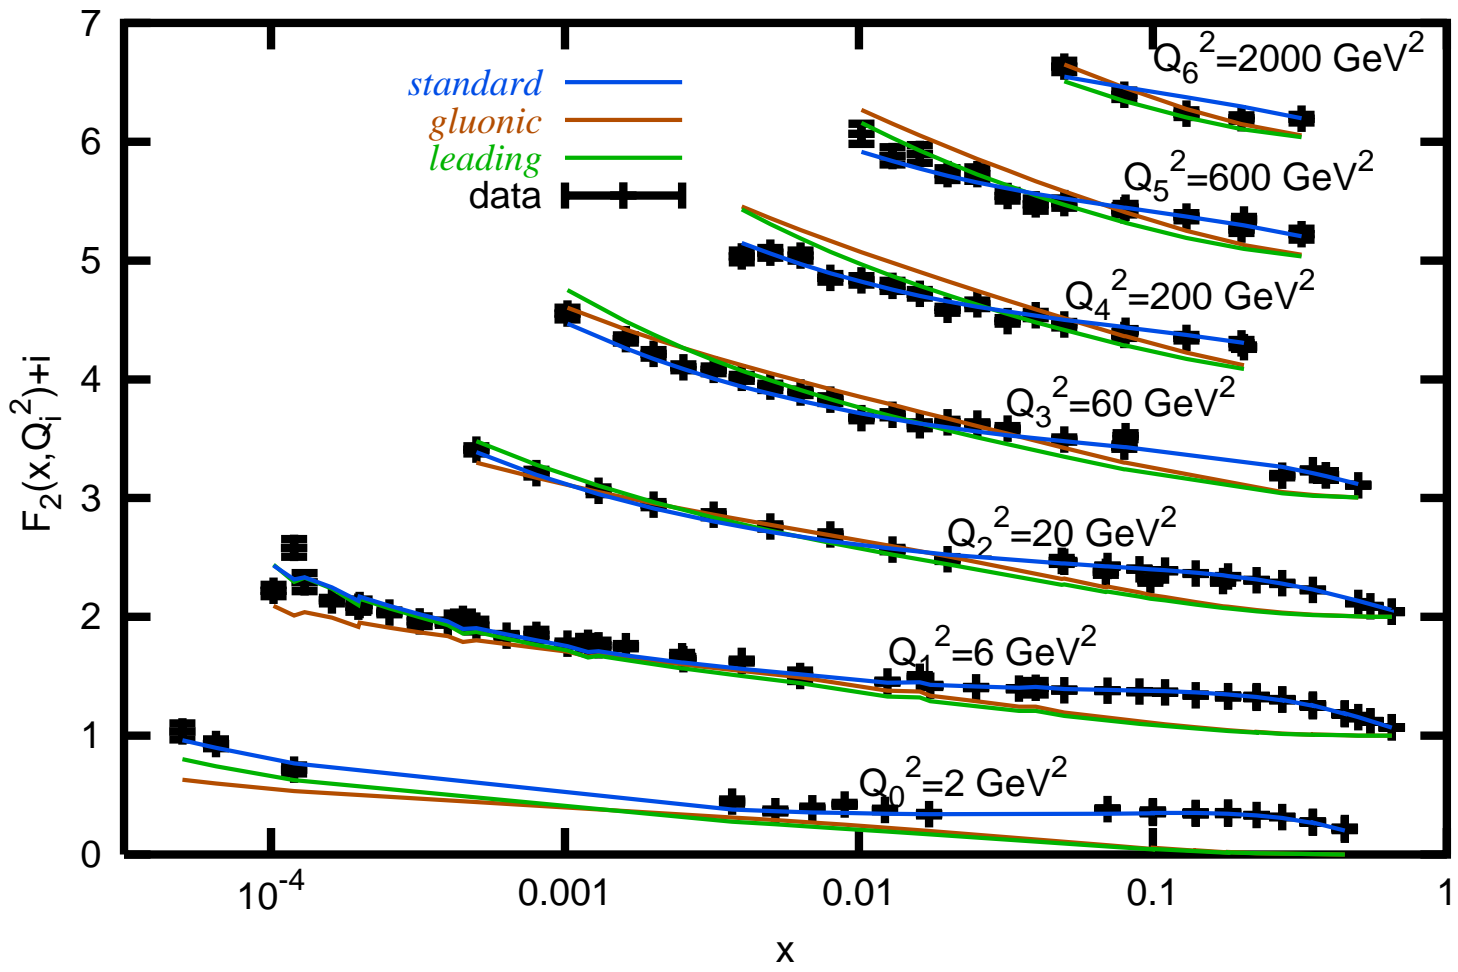 7
6
5
4
3
2
1
0
F2(x,Qi^2)+i
standard
gluonic
leading
data
Q6^2=2000 GeV^2
Q5^2=600 GeV^2
Q4^2=200 GeV^2
Q3^2=60 GeV^2
Q2^2=20 GeV^2
Q1^2=6 GeV^2
Q0^2=2 GeV^2
10^-4 0.001 0.01 0.1 1
x